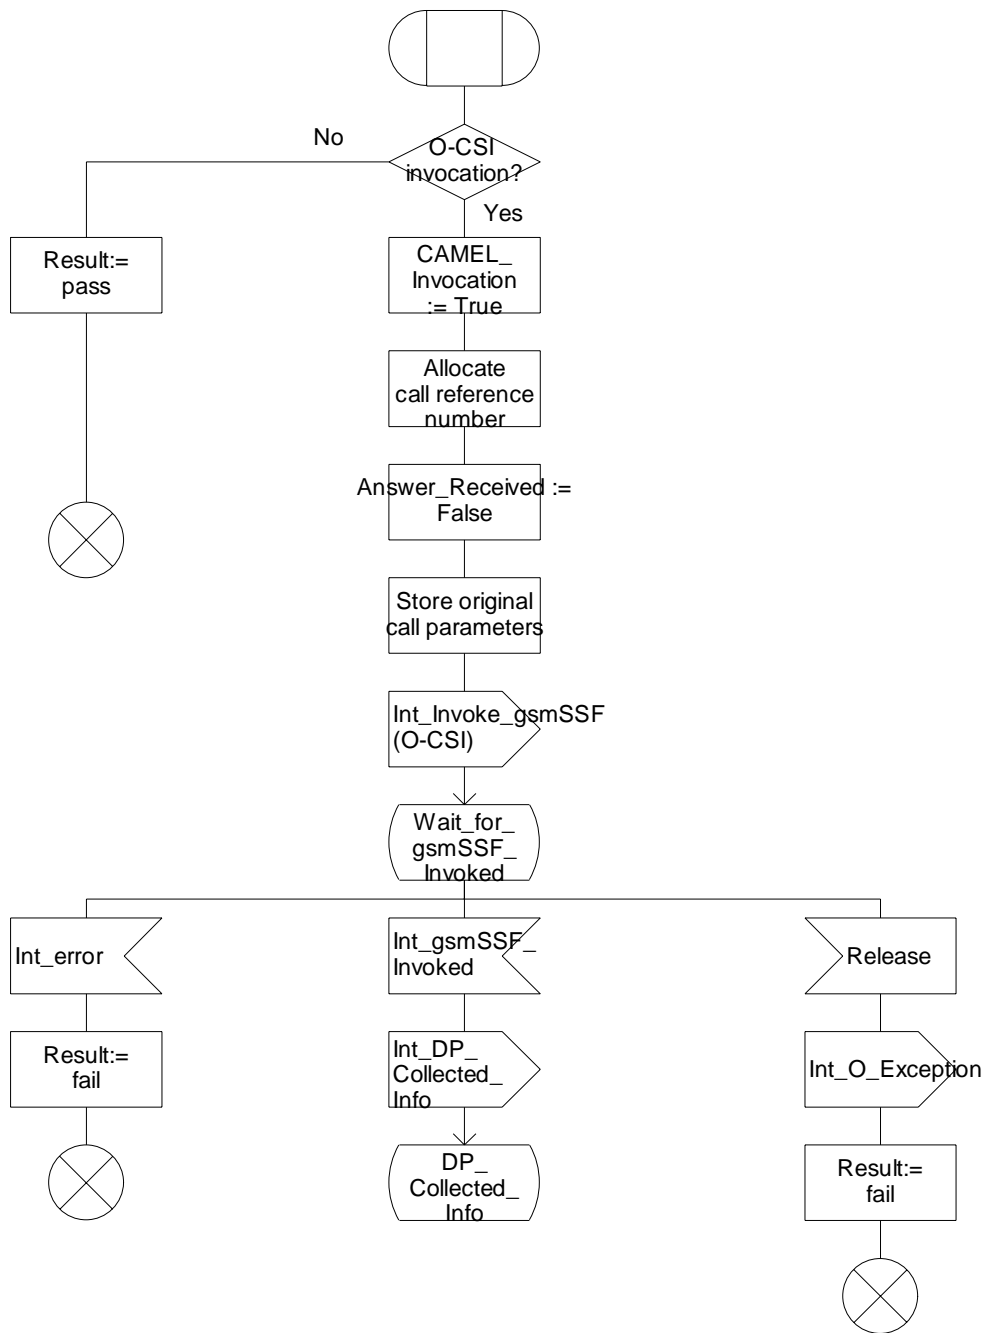 No
O-CSI
invocation?
Yes
Result:=
pass
CAMEL_
Invocation
:= True
Allocate
call reference
number
Answer_Received :=
False
Store original
call parameters
Int_Invoke_gsmSSF
(O-CSI)
Wait_for_
gsmSSF_
Invoked
Int_error
Int_gsmSSF_
Invoked
Release
Result:=
fail
Int_DP_
Collected_
Info
Int_O_Exception
DP_
Collected_
Info
Result:=
fail